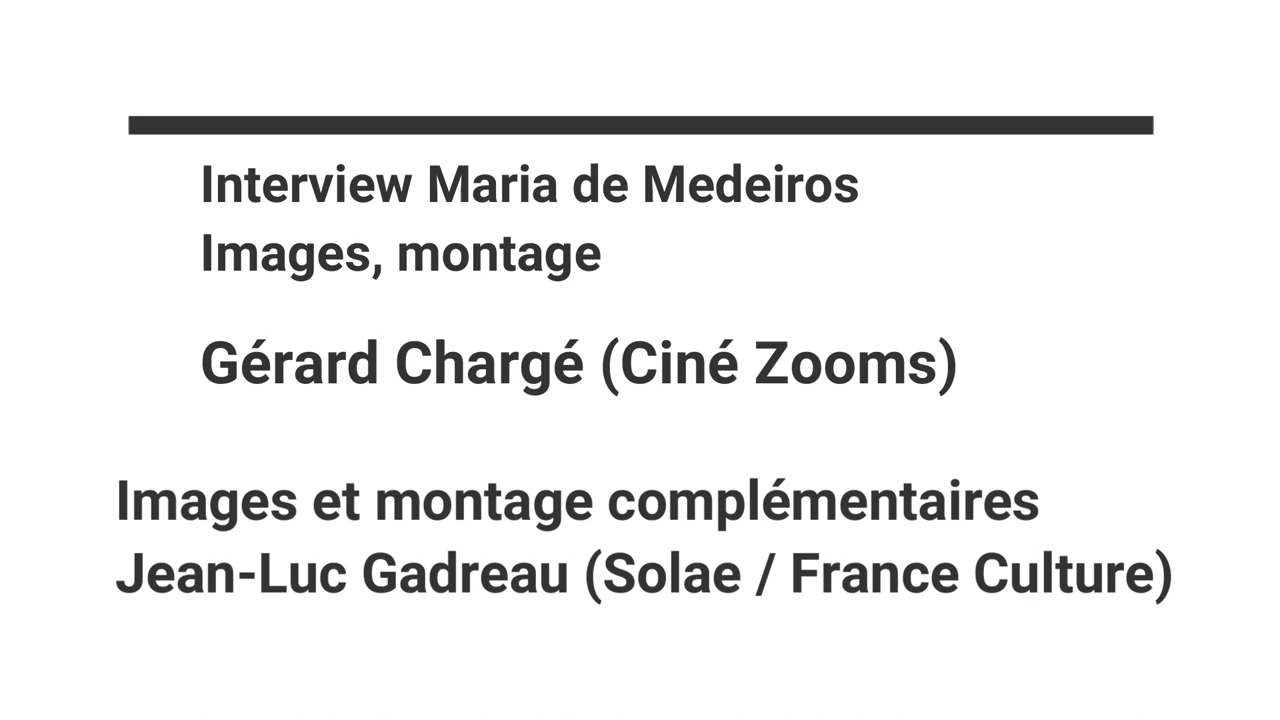 Interview Maria de Medeiros
Images, montage
Gérard Chargé (Ciné Zooms)
Images et montage complémentaires
Jean-Luc Gadreau (Solae / France Culture)